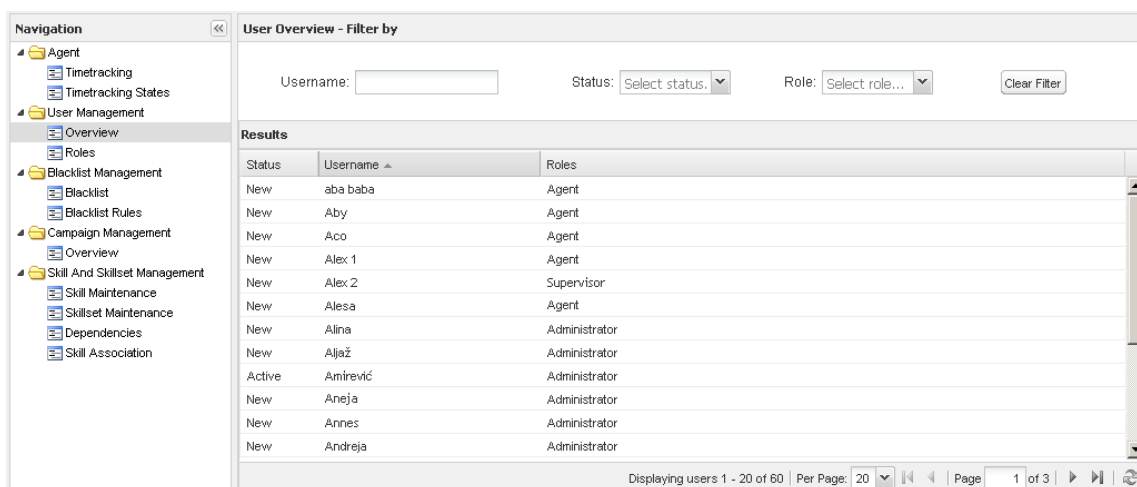 Navigation
Agent
Timetracking
Timetracking States
User Management
Overview
Roles
Blacklist Management
Blacklist
Blacklist Rules
Campaign Management
Overview
Skill And Skillset Management
Skill Maintenance
Skillset Maintenance
Dependencies
Skill Association
User Overview - Filter by
Username: Status: Select status. Role: Select role... Clear Filter
Results
Status Username Roles
New aba baba Agent
New Aby Agent
New Aco Agent
New Alex 1 Agent
New Alex 2 Supervisor
New Alesa Agent
New Alina Administrator
New Aljaž Administrator
Active Amirević Administrator
New Aneja Administrator
New Annes Administrator
New Andreja Administrator
Displaying users 1 - 20 of 60 Per Page: 20 Page 1 of 3